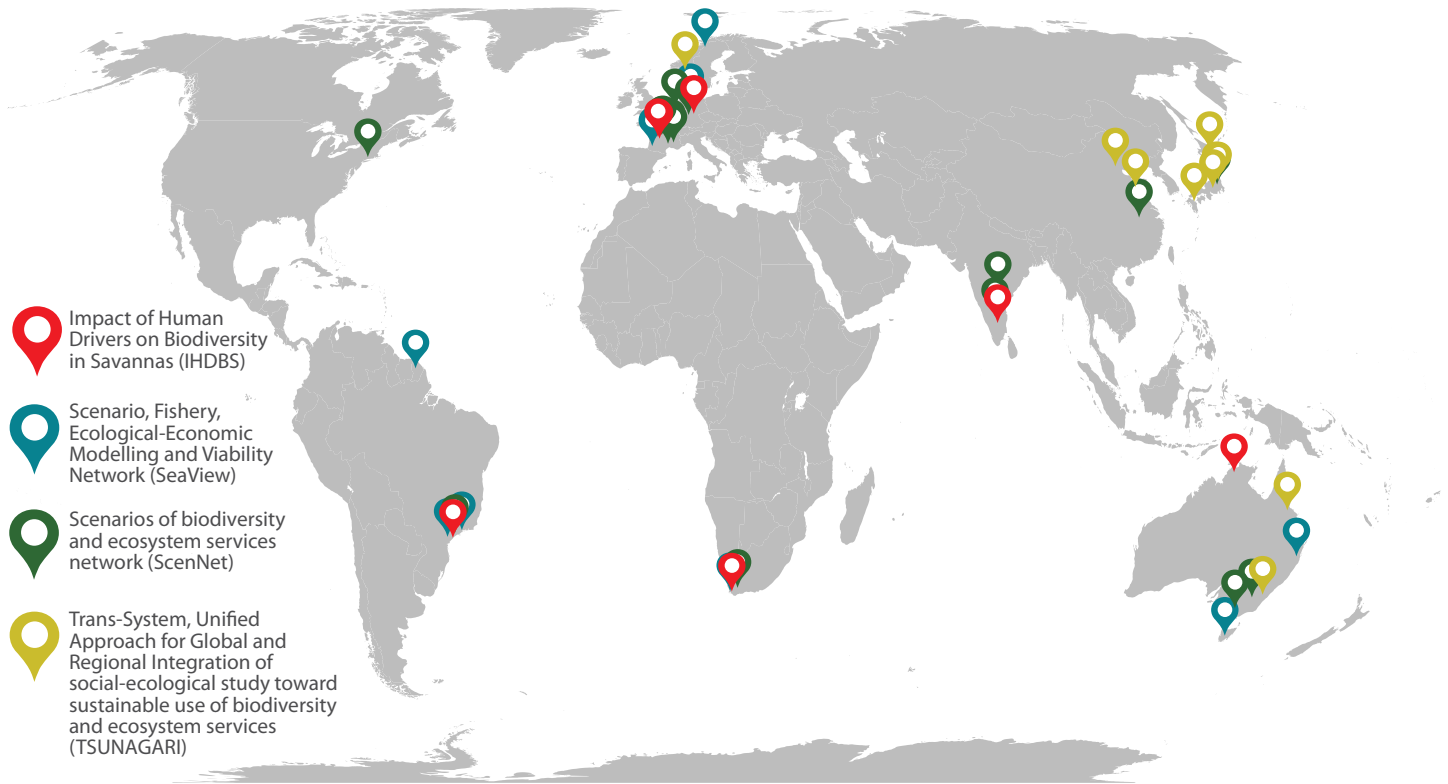 Impact of Human
Drivers on Biodiversity
in Savannas (IHDBS)
Scenario, Fishery,
Ecological-Economic
Modelling and Viability
Network (SeaView)
Scenarios of biodiversity
and ecosystem services
network (ScenNet)
Trans-System, Unified
Approach for Global and
Regional Integration of
social-ecological study toward
sustainable use of biodiversity
and ecosystem services
(TSUNAGARI)